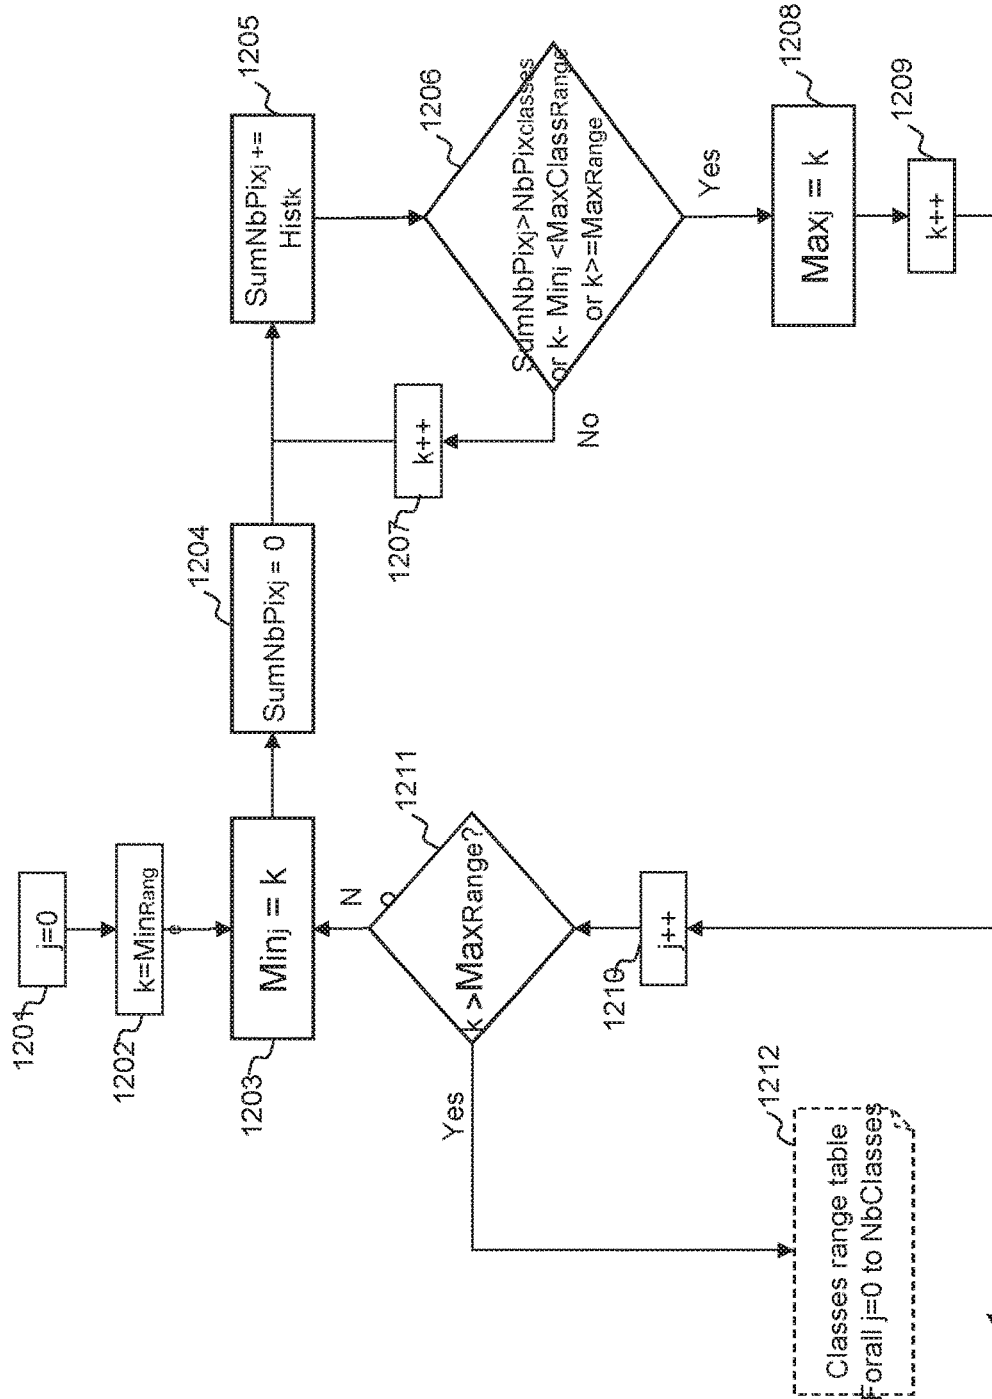 1201
j=0
1202
k=MinRang
e
1203
Minj = k
1204
SumNbPixj = 0
1205
SumNbPixj +=
Histk
1206
SumNbPixj>NbPixclasses
or k- Minj <MaxClassRange
or k>=MaxRange
No
1207
k++
Yes
1208
Maxj = k
1209
k++
1210
j++
1211
k >MaxRange?
N
o
Yes
1212
Classes range table
Forall j=0 to NbClasses